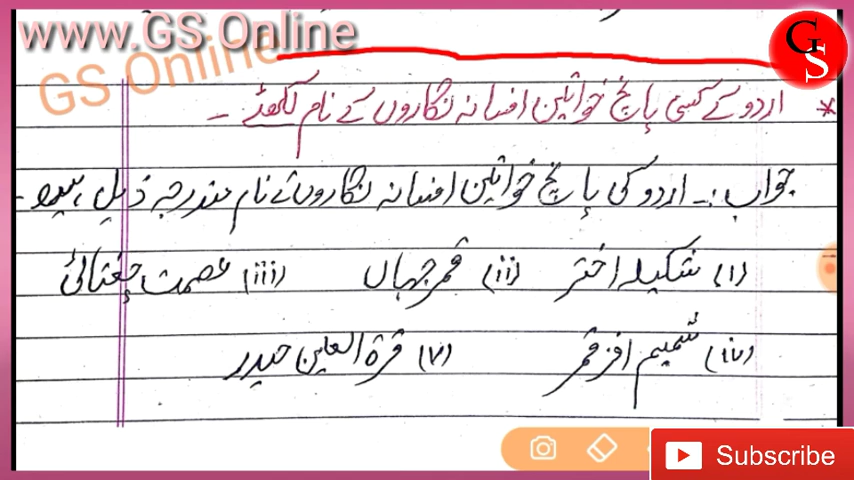 www.GS Online
GS Online
GS
* اردو کے کسی پانچ خواتین افسانہ نگاروں کے نام لکھئے -
جواب :- اردو کی پانچ خواتین افسانہ نگاروں کے نام مندرجہ ذیل ہیں -
(i) شکیلہ اختر (ii) قمر جہاں (iii) عصمت چغتائی
(iv) شمیم افزا قمر (v) قرۃ العین حیدر
Subscribe